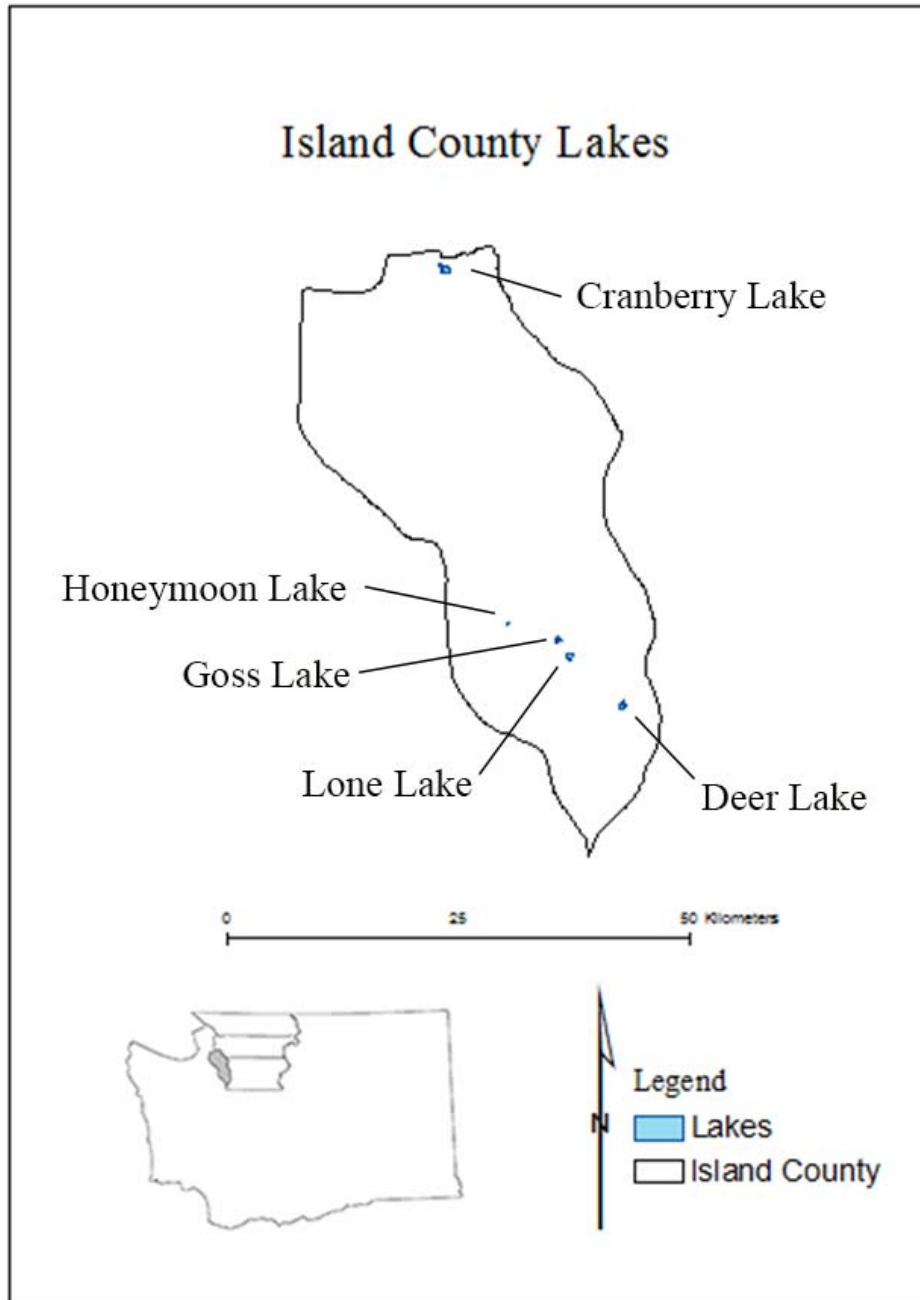 Island County Lakes
Cranberry Lake
Honeymoon Lake
Goss Lake
Lone Lake
Deer Lake
0 25 50 Kilometers
N
Legend
Lakes
Island County